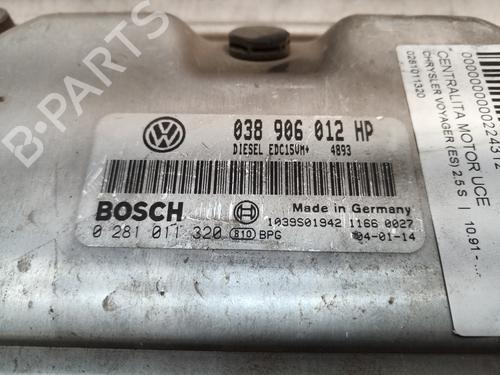 038 906 012 HP
DIESEL EDC15VM+ 4893
BOSCH
Made in Germany
0 281 011 320 810 BPG
1039S01942 1166 0027
04-01-14
" CENTRALITA MOTOR UCE
CHRYSLER VOYAGER (ES) 2.5 S | 10.91 - ...
0281011320
B-PARTS